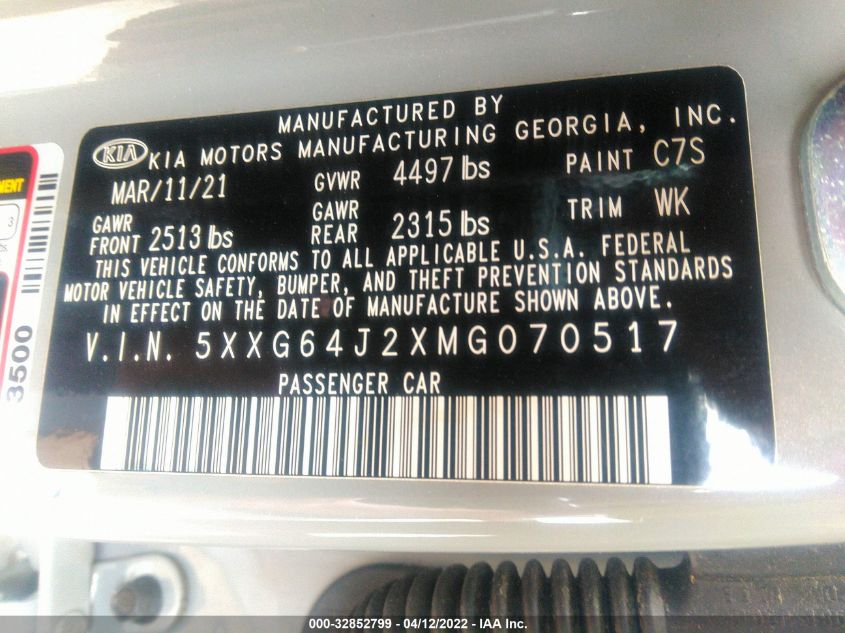 MANUFACTURED BY
KIA KIA MOTORS MANUFACTURING GEORGIA, INC.
MAR/11/21 GVWR 4497 lbs PAINT C7S
GAWR FRONT 2513 lbs GAWR REAR 2315 lbs TRIM WK
THIS VEHICLE CONFORMS TO ALL APPLICABLE U.S.A. FEDERAL
MOTOR VEHICLE SAFETY, BUMPER, AND THEFT PREVENTION STANDARDS
IN EFFECT ON THE DATE OF MANUFACTURE SHOWN ABOVE.
V.I.N. 5XXG64J2XMG070517
PASSENGER CAR
3
3500
000-32852799 - 04/12/2022 - IAA Inc.